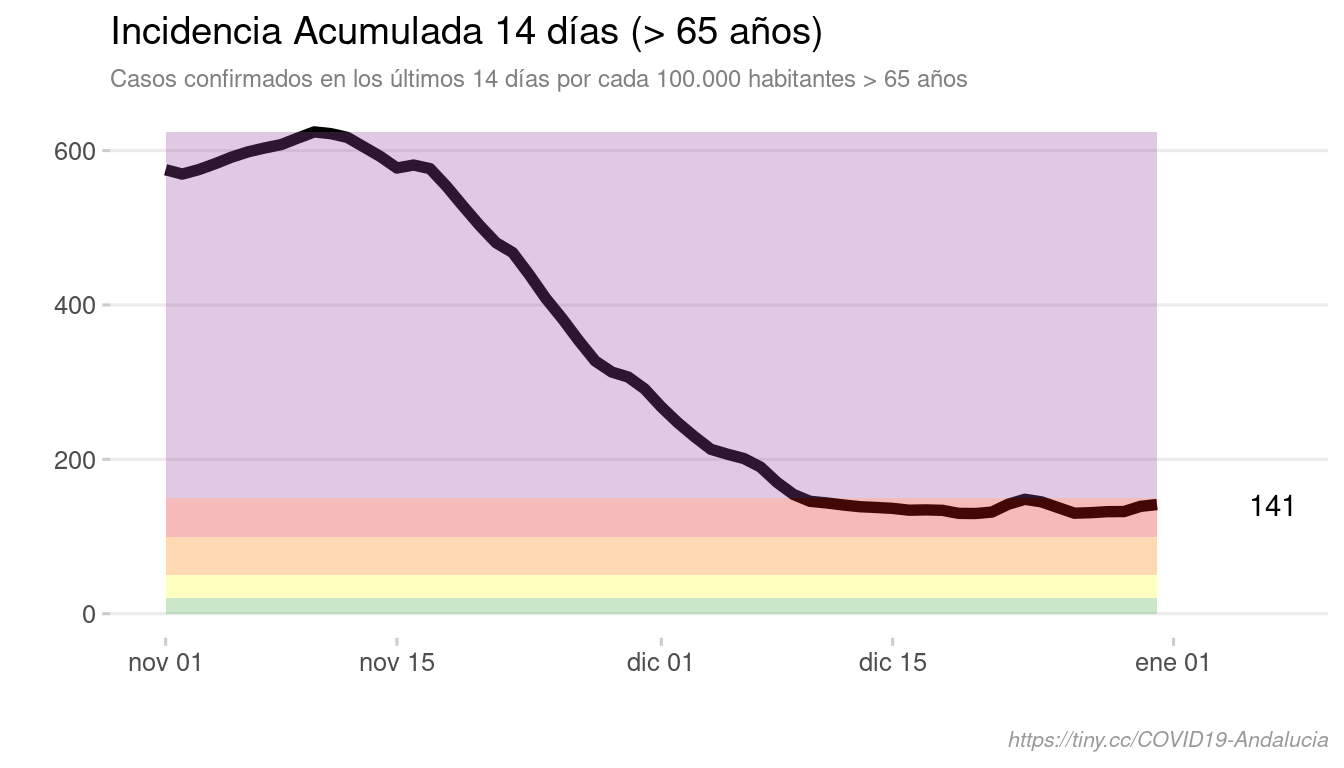 Incidencia Acumulada 14 días (> 65 años)
Casos confirmados en los últimos 14 días por cada 100.000 habitantes > 65 años
600
400
200
141
0
nov 01
nov 15
dic 01
dic 15
ene 01
https://tiny.cc/COVID19-Andalucia